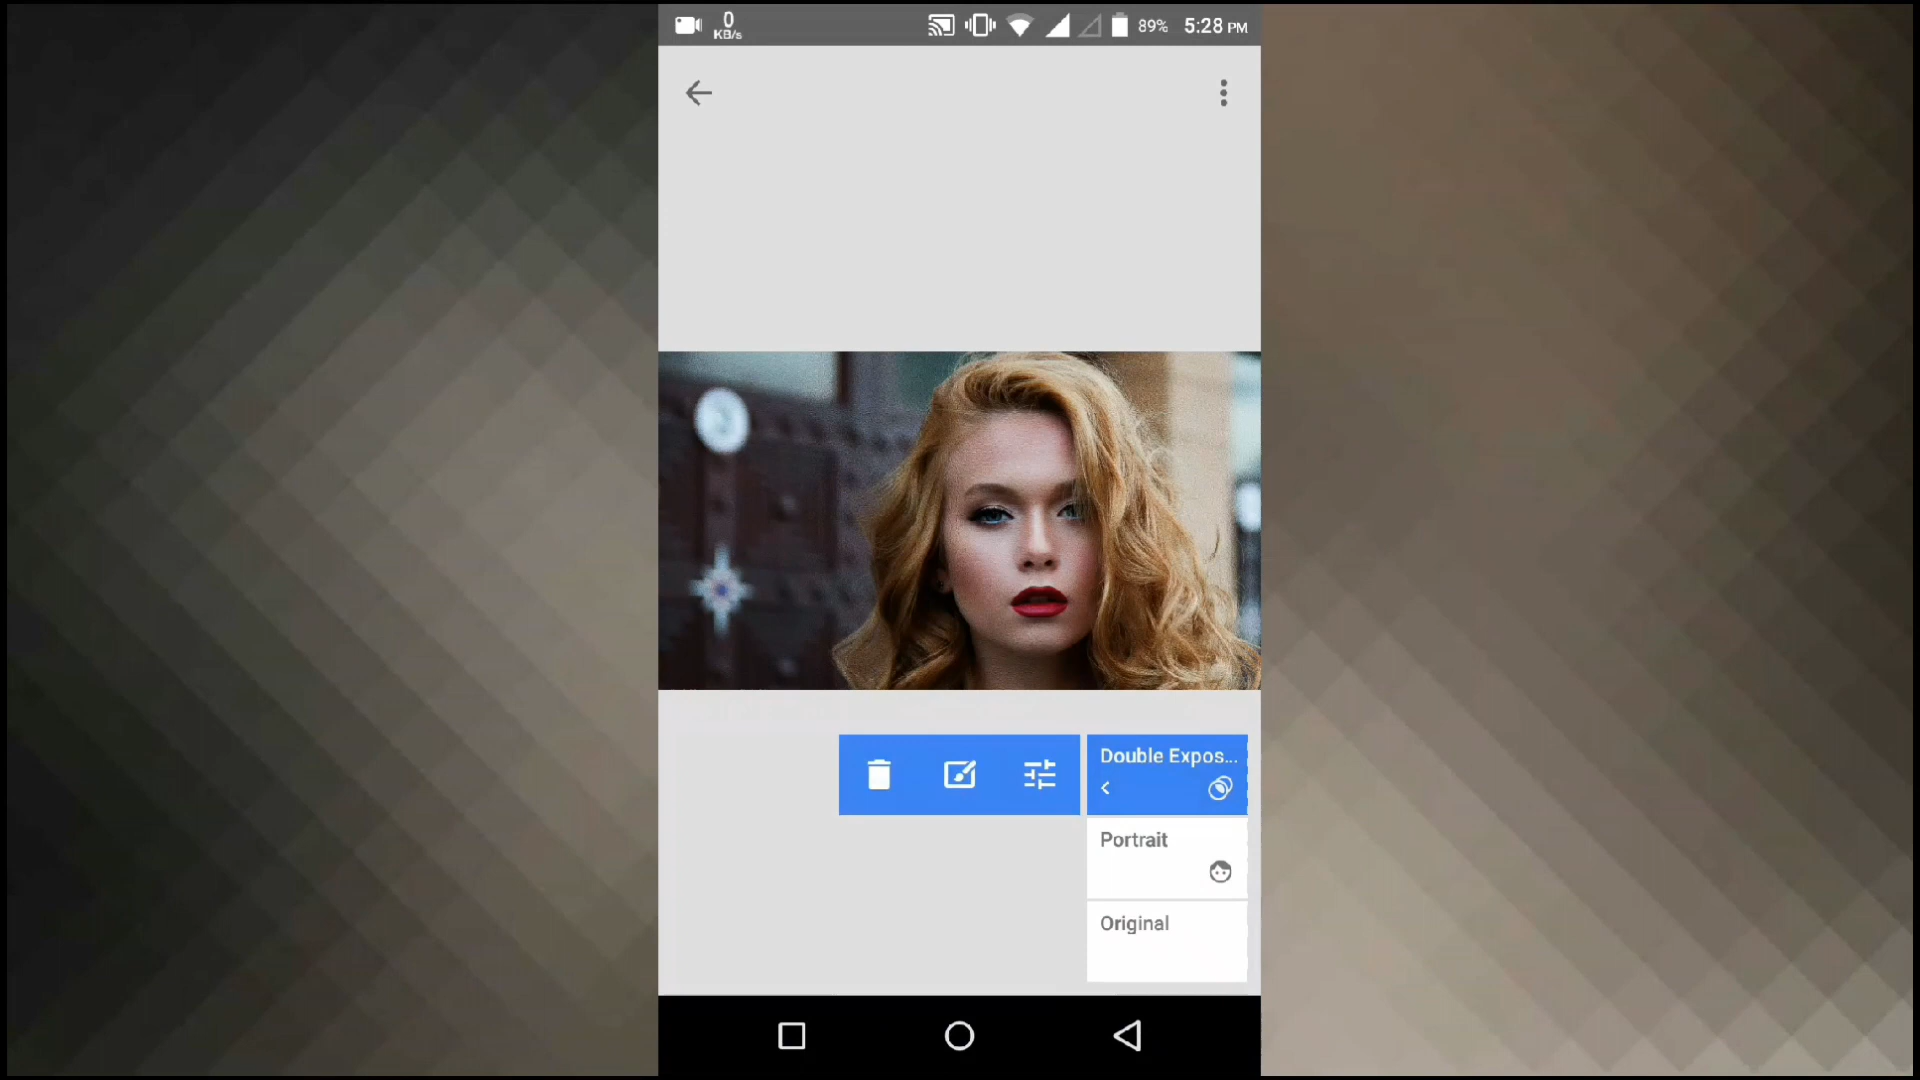 0
KB/s
89%
5:28 PM
Double Expos...
Portrait
Original